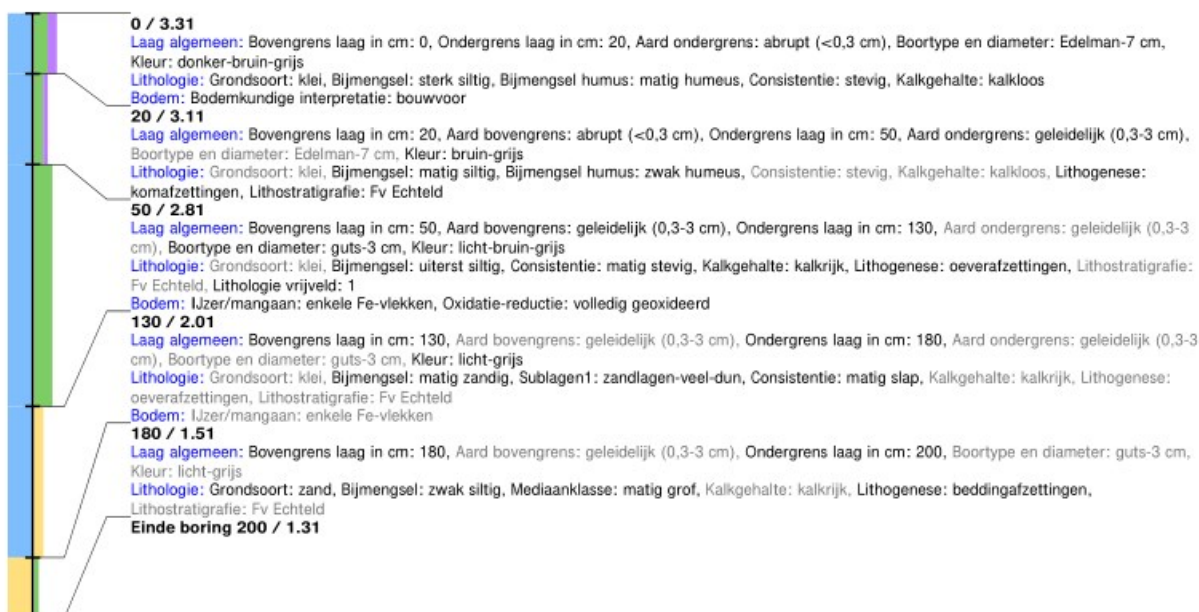 0 / 3.31
Laag algemeen: Bovengrens laag in cm: 0, Ondergrens laag in cm: 20, Aard ondergrens: abrupt (<0,3 cm), Boortype en diameter: Edelman-7 cm,
Kleur: donker-bruin-grijs
Lithologie: Grondsoort: klei, Bijmengsel: sterk siltig, Bijmengsel humus: matig humeus, Consistentie: stevig, Kalkgehalte: kalkloos
Bodem: Bodemkundige interpretatie: bouwvoor
20 / 3.11
Laag algemeen: Bovengrens laag in cm: 20, Aard bovengrens: abrupt (<0,3 cm), Ondergrens laag in cm: 50, Aard ondergrens: geleidelijk (0,3-3 cm),
Boortype en diameter: Edelman-7 cm, Kleur: bruin-grijs
Lithologie: Grondsoort: klei, Bijmengsel: matig siltig, Bijmengsel humus: zwak humeus, Consistentie: stevig, Kalkgehalte: kalkloos, Lithogenese:
komafzettingen, Lithostratigrafie: Fv Echteld
50 / 2.81
Laag algemeen: Bovengrens laag in cm: 50, Aard bovengrens: geleidelijk (0,3-3 cm), Ondergrens laag in cm: 130, Aard ondergrens: geleidelijk (0,3-3
cm), Boortype en diameter: guts-3 cm, Kleur: licht-bruin-grijs
Lithologie: Grondsoort: klei, Bijmengsel: uiterst siltig, Consistentie: matig stevig, Kalkgehalte: kalkrijk, Lithogenese: oeverafzettingen, Lithostratigrafie:
Fv Echteld, Lithologie vrijveld: 1
Bodem: IJzer/mangaan: enkele Fe-vlekken, Oxidatie-reductie: volledig geoxideerd
130 / 2.01
Laag algemeen: Bovengrens laag in cm: 130, Aard bovengrens: geleidelijk (0,3-3 cm), Ondergrens laag in cm: 180, Aard ondergrens: geleidelijk (0,3-3
cm), Boortype en diameter: guts-3 cm, Kleur: licht-grijs
Lithologie: Grondsoort: klei, Bijmengsel: matig zandig, Sublagen1: zandlagen-veel-dun, Consistentie: matig slap, Kalkgehalte: kalkrijk, Lithogenese:
oeverafzettingen, Lithostratigrafie: Fv Echteld
Bodem: IJzer/mangaan: enkele Fe-vlekken
180 / 1.51
Laag algemeen: Bovengrens laag in cm: 180, Aard bovengrens: geleidelijk (0,3-3 cm), Ondergrens laag in cm: 200, Boortype en diameter: guts-3 cm,
Kleur: licht-grijs
Lithologie: Grondsoort: zand, Bijmengsel: zwak siltig, Mediaanklasse: matig grof, Kalkgehalte: kalkrijk, Lithogenese: beddingafzettingen,
Lithostratigrafie: Fv Echteld
Einde boring 200 / 1.31